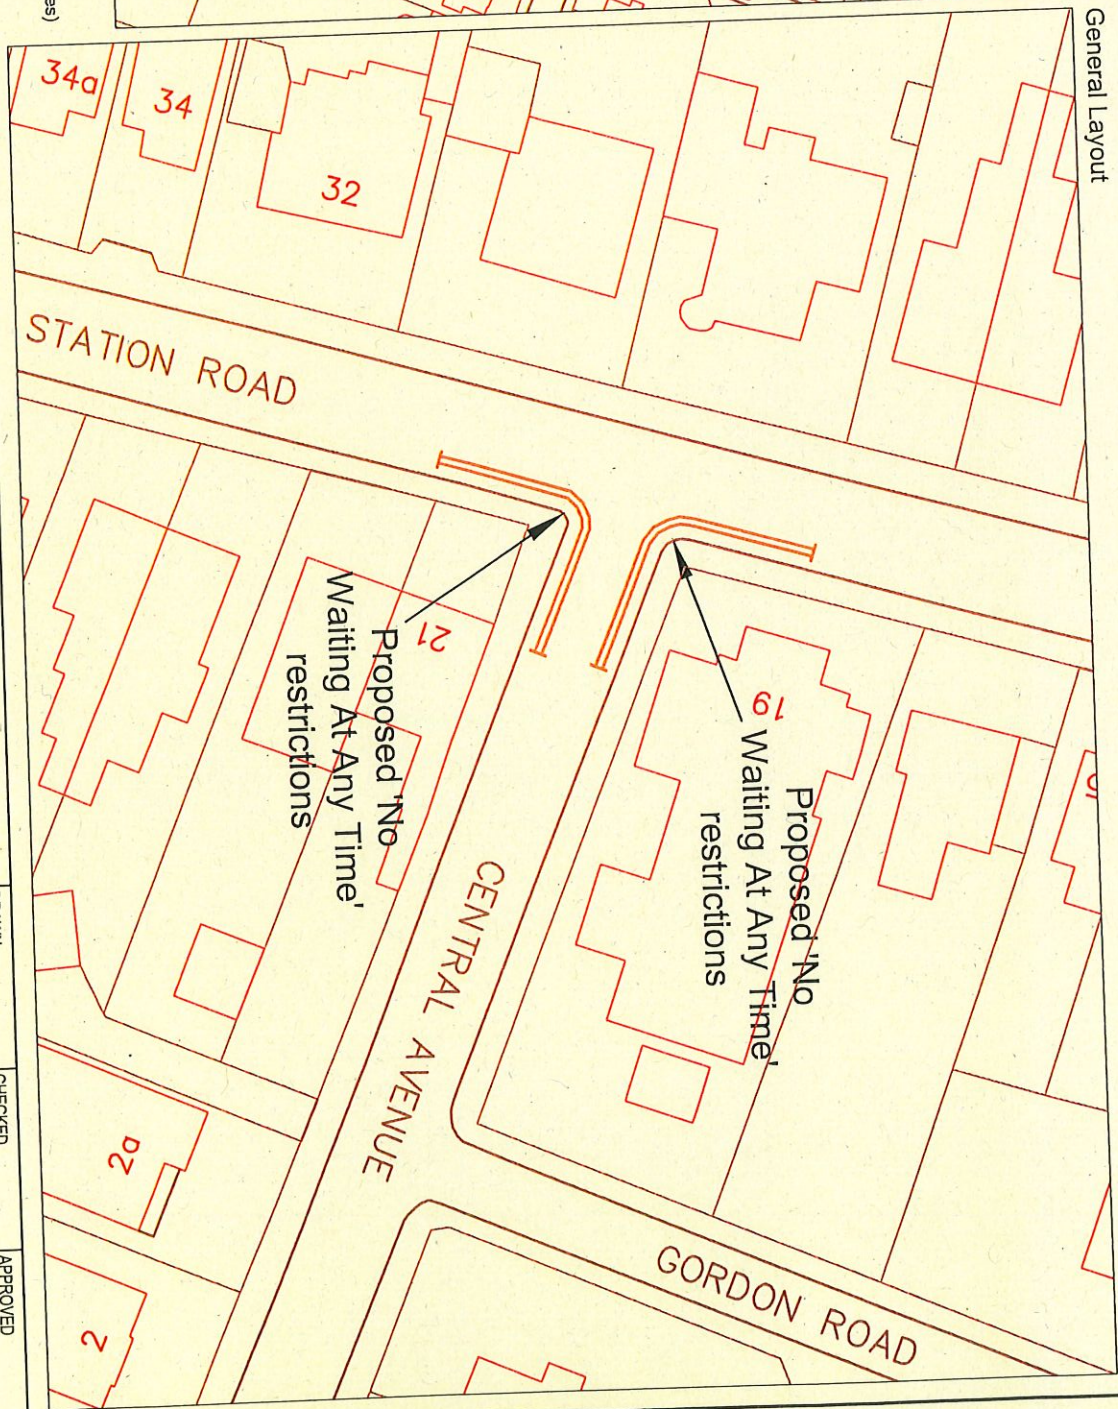 General Layout
es)
34a
34
32
STATION ROAD
21
Proposed 'No
Waiting At Any Time'
restrictions
19
Proposed 'No
Waiting At Any Time'
restrictions
CENTRAL AVENUE
GORDON ROAD
2a
2
CHECKED
APPROVED